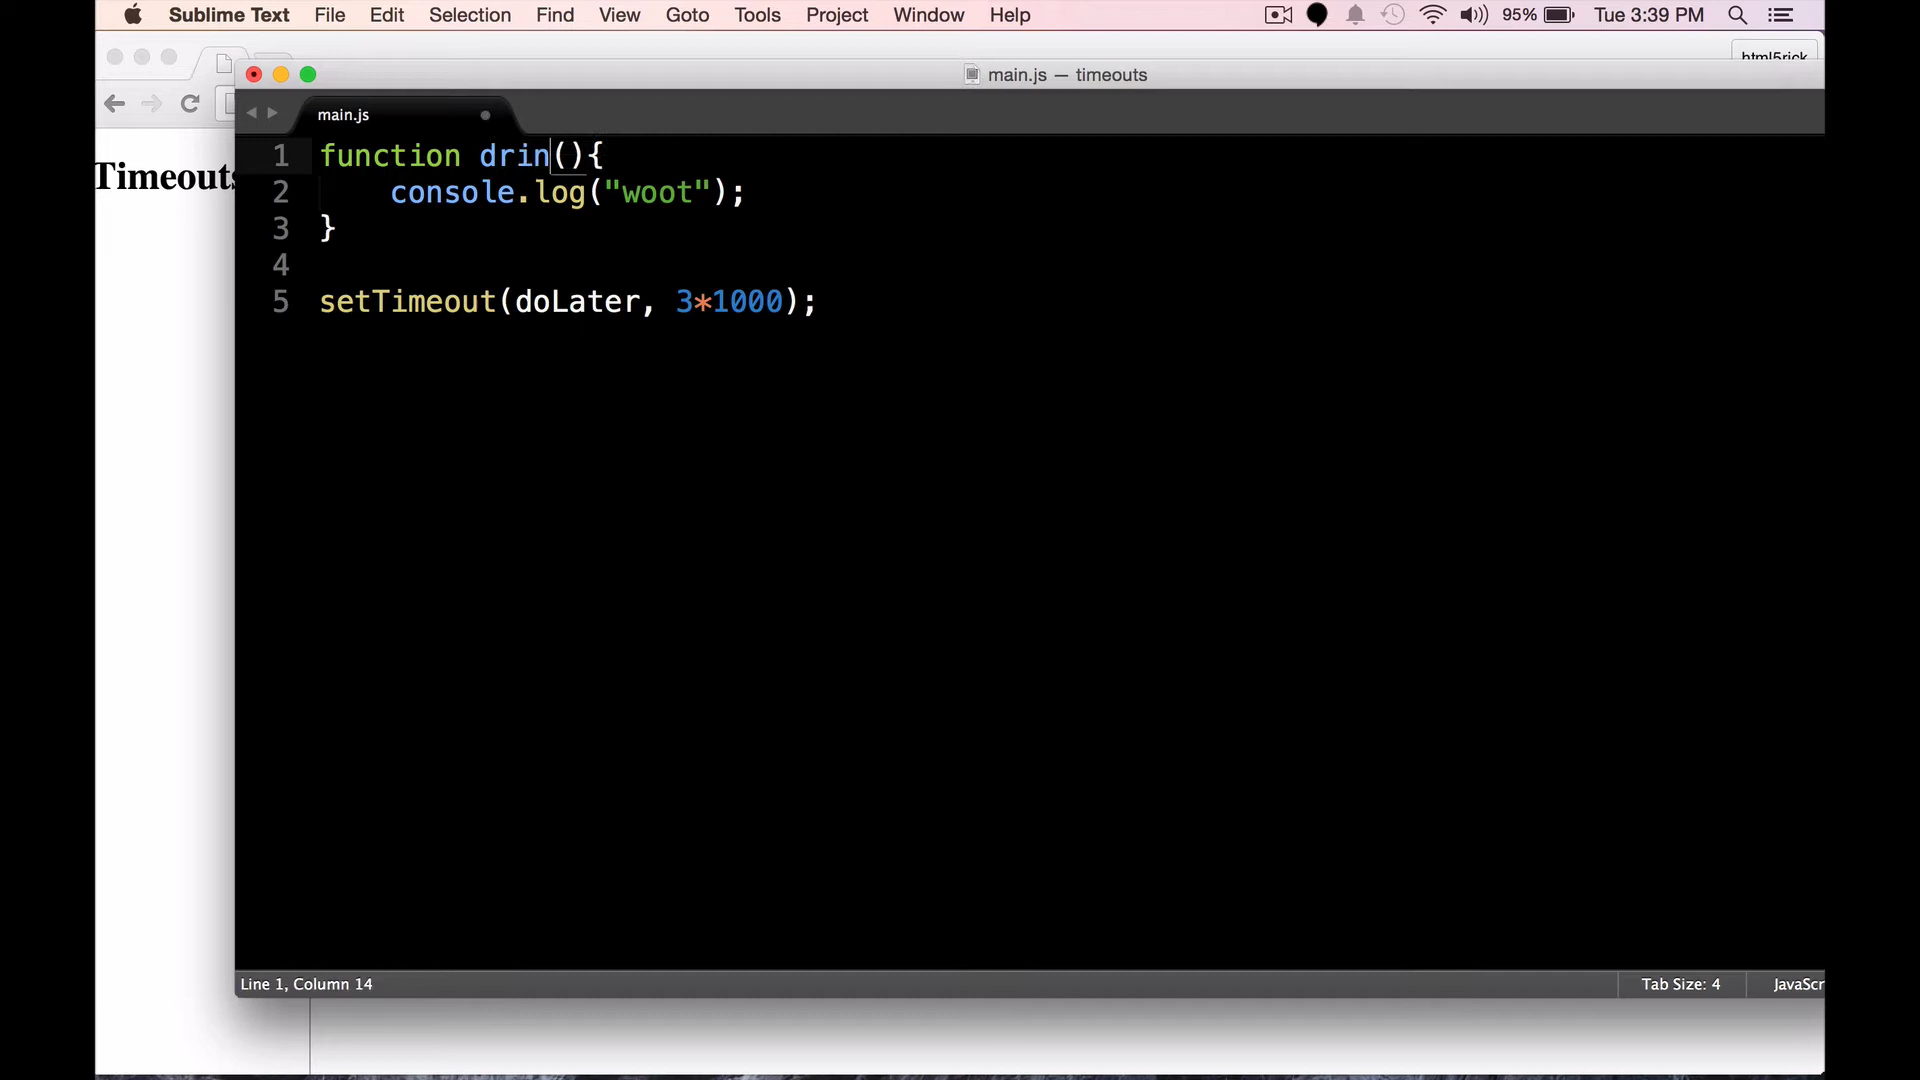 Sublime Text File Edit Selection Find View Goto Tools Project Window Help 95% Tue 3:39 PM
html5rick
main.js — timeouts
main.js
Timeouts
1 function drin(){
2     console.log("woot");
3 }
4
5 setTimeout(doLater, 3*1000);
Line 1, Column 14 Tab Size: 4 JavaScr